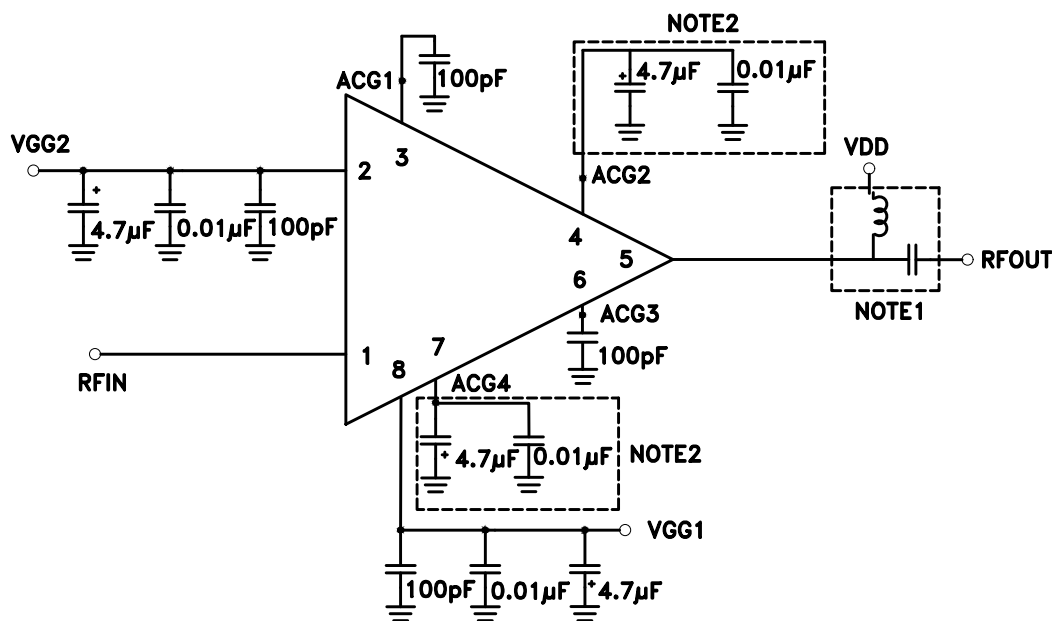 NOTE2
4.7µF
0.01µF
100pF
ACG1
VGG2
2
3
ACG2
VDD
4.7µF
0.01µF
100pF
4
5
RFOUT
6
ACG3
NOTE1
1
7
100pF
RFIN
8
ACG4
4.7µF
0.01µF
NOTE2
VGG1
100pF
0.01µF
4.7µF